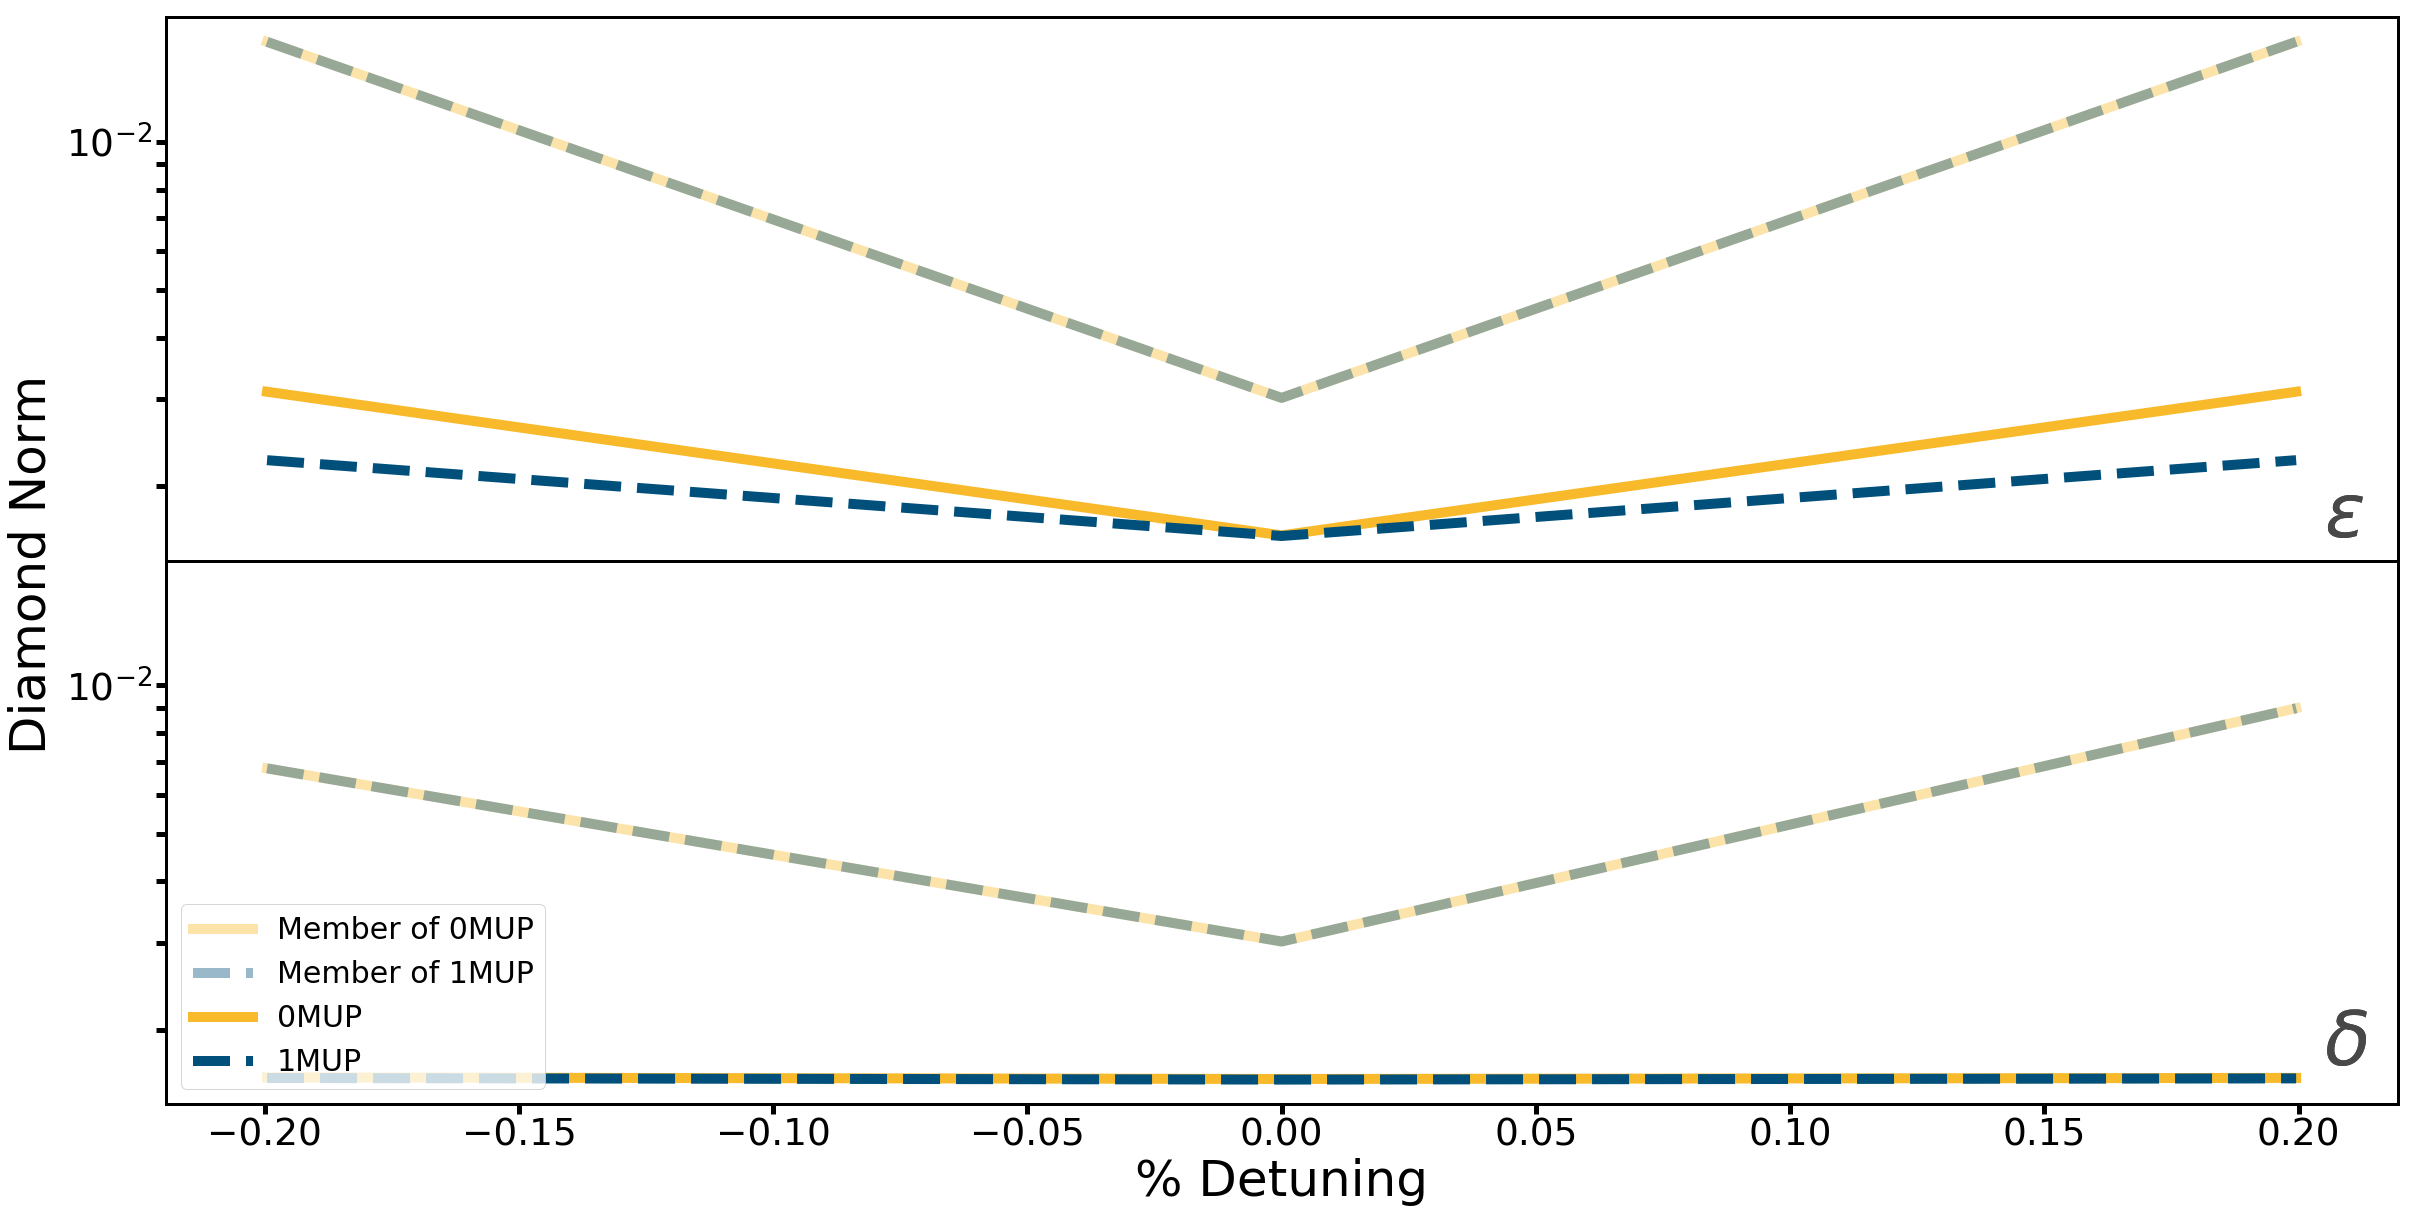 Diamond Norm
10⁻²
ε
10⁻²
Member of 0MUP
Member of 1MUP
0MUP
1MUP
δ
−0.20 −0.15 −0.10 −0.05 0.00 0.05 0.10 0.15 0.20
% Detuning